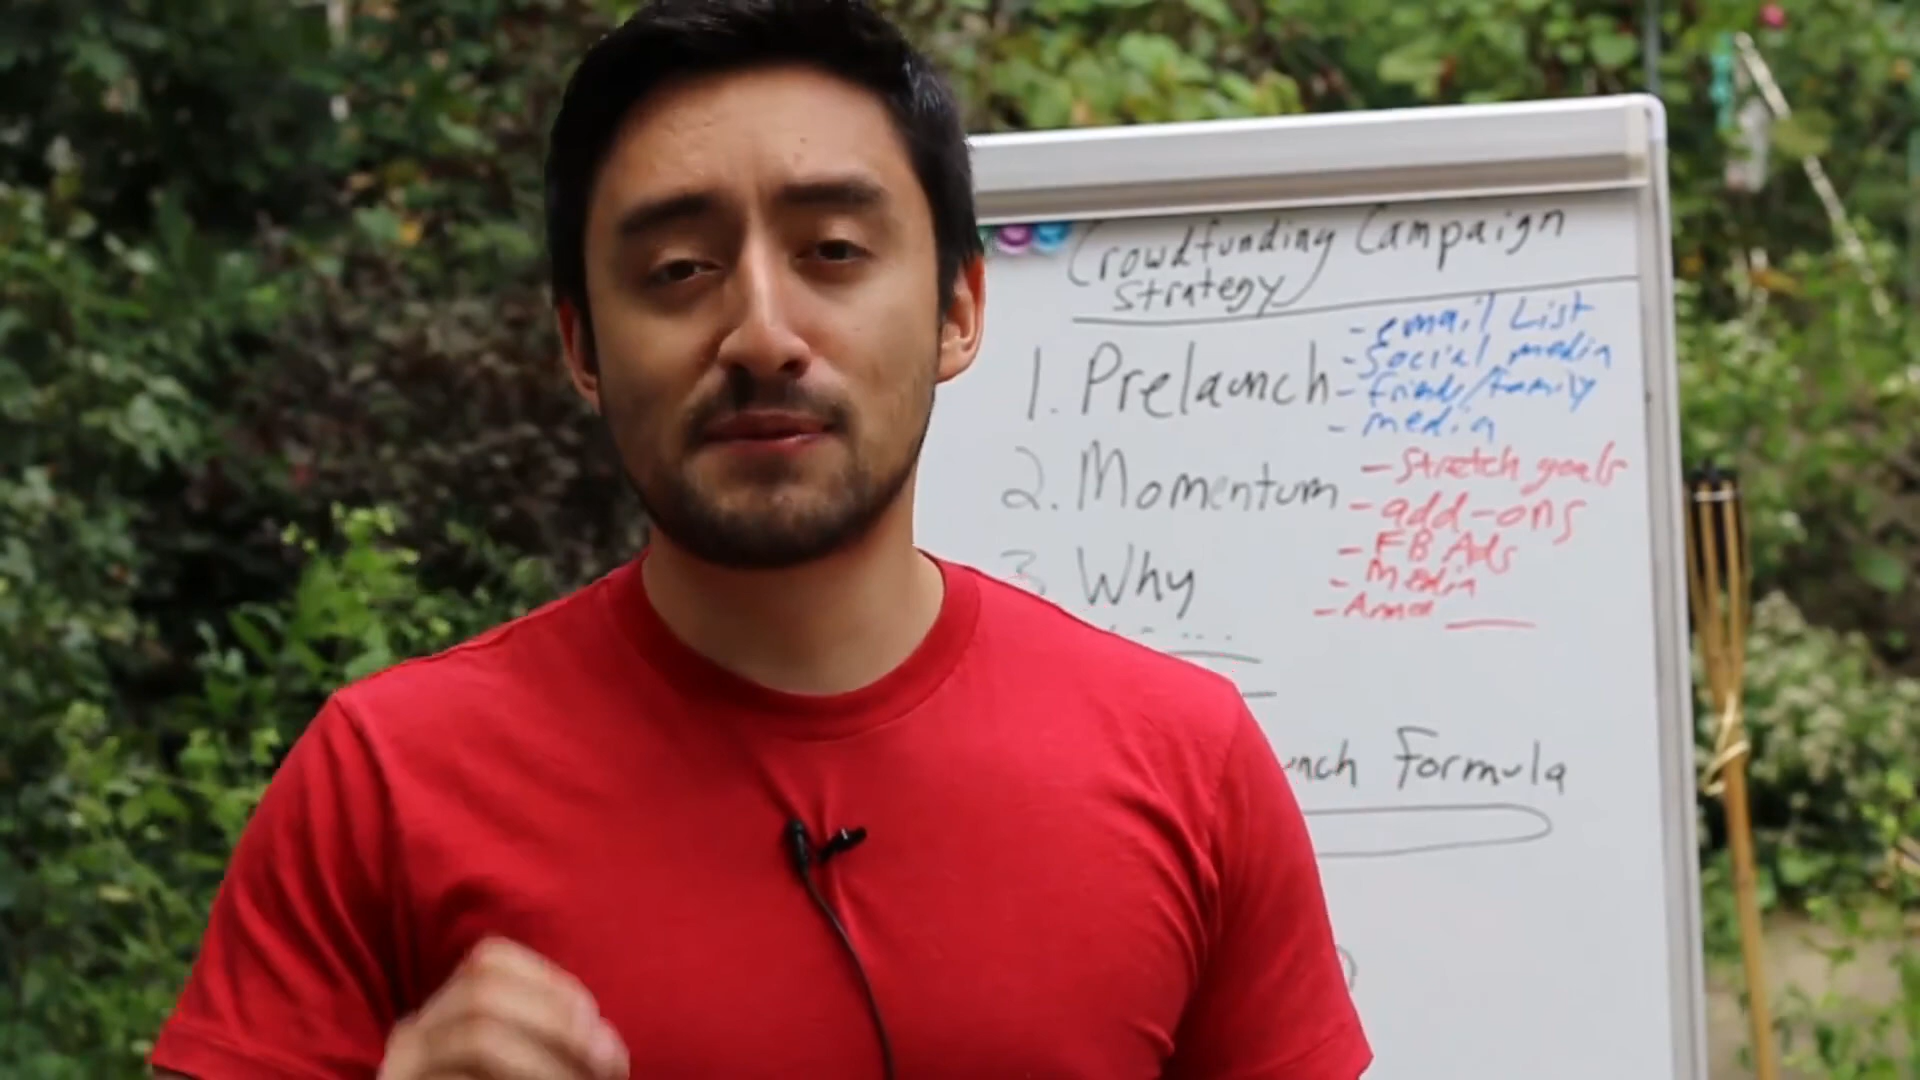 Crowdfunding Campaign
Strategy
1. Prelaunch
- email List
- Social media
- friends/family
- media
2. Momentum
- Stretch goals
- add-ons
- FB Ads
- Media
3 Why
Formula